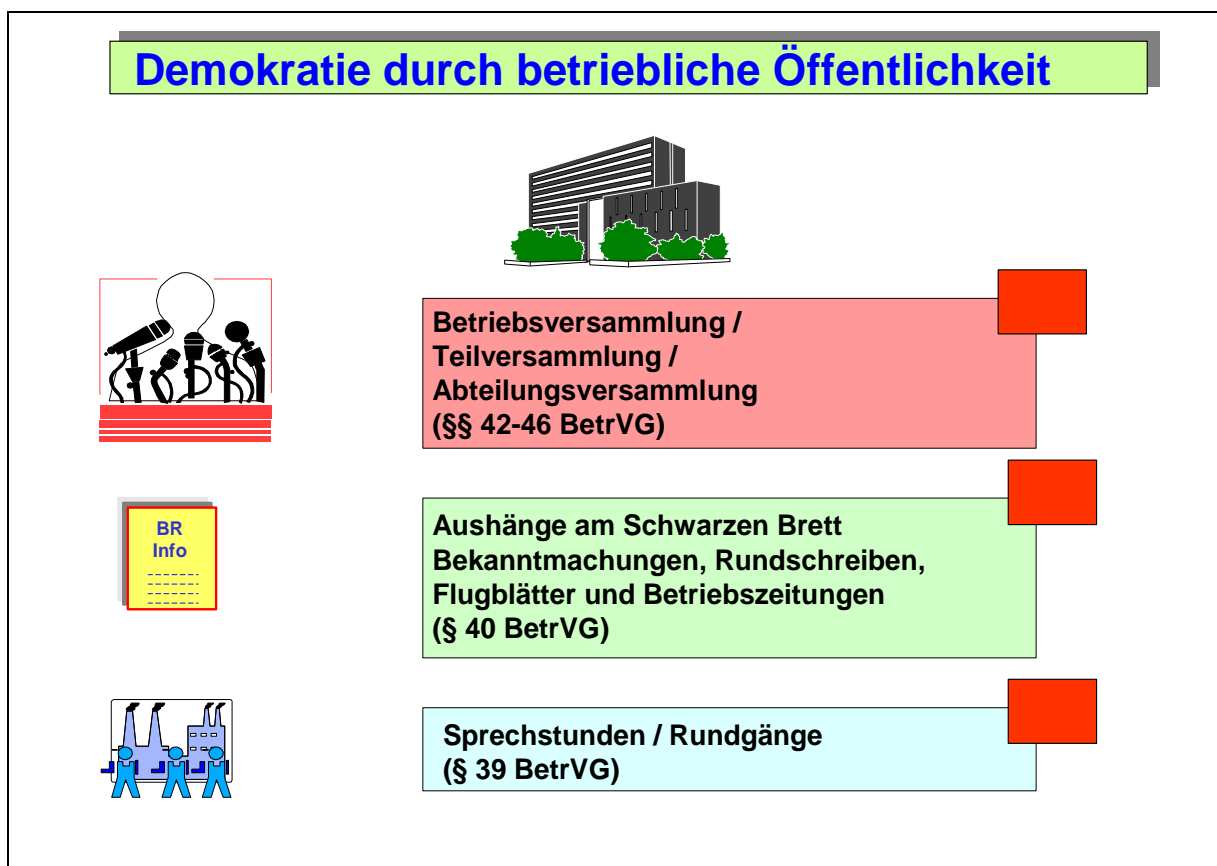 Demokratie durch betriebliche Öffentlichkeit
Betriebsversammlung /
Teilversammlung /
Abteilungsversammlung
(§§ 42-46 BetrVG)
BR
Info
Aushänge am Schwarzen Brett
Bekanntmachungen, Rundschreiben,
Flugblätter und Betriebszeitungen
(§ 40 BetrVG)
Sprechstunden / Rundgänge
(§ 39 BetrVG)